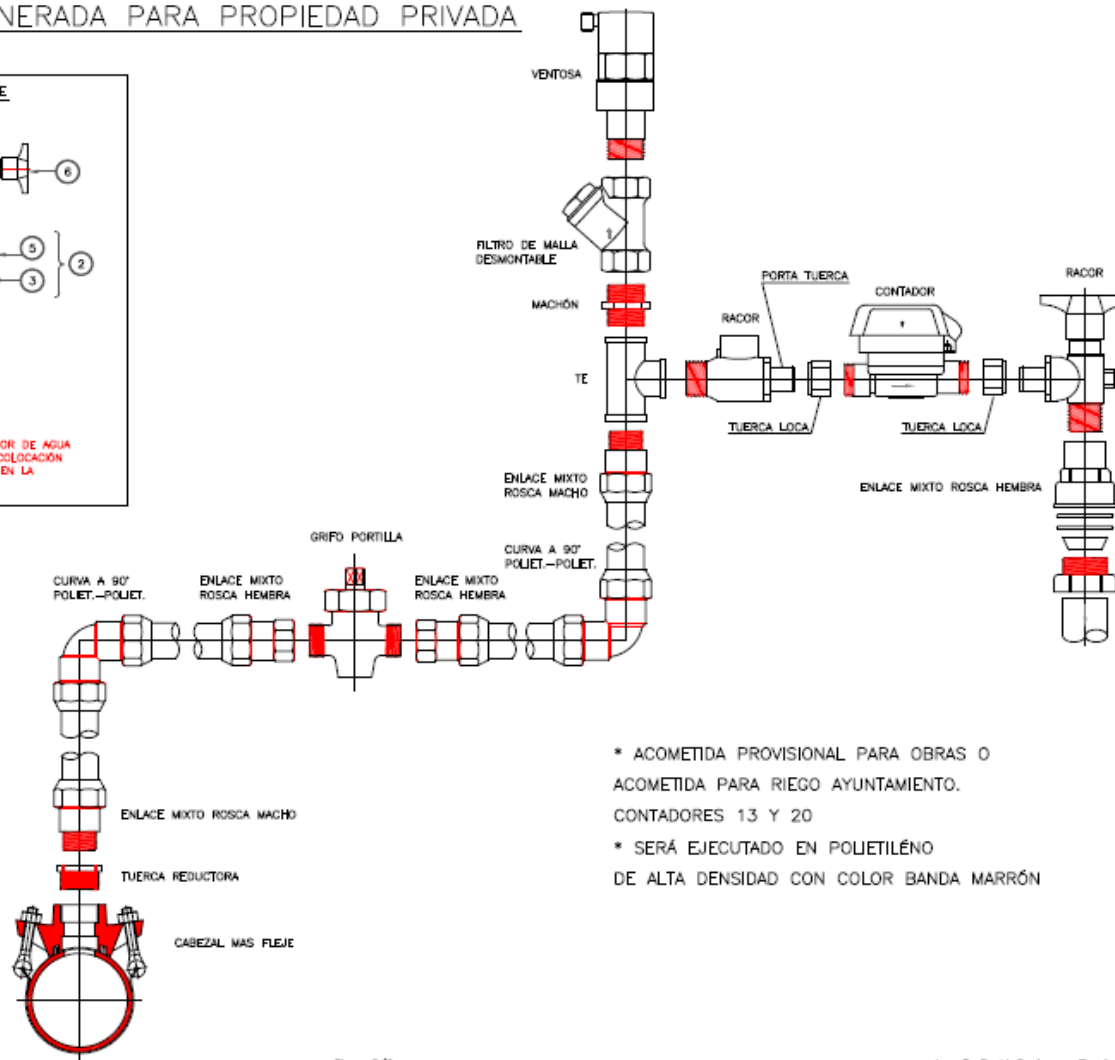 NERADA PARA PROPIEDAD PRIVADA
E
6
5
2
3
OR DE AGUA
COLOCACIÓN
EN LA
VENTOSA
FILTRO DE MALLA
DESMONTABLE
MACHÓN
TE
RACOR
PORTA TUERCA
CONTADOR
RACOR
TUERCA LOCA
TUERCA LOCA
ENLACE MIXTO
ROSCA MACHO
ENLACE MIXTO ROSCA HEMBRA
CURVA A 90°
POLIET.-POLIET.
GRIFO PORTILLA
CURVA A 90°
POLIET.-POLIET.
ENLACE MIXTO
ROSCA HEMBRA
ENLACE MIXTO
ROSCA HEMBRA
ENLACE MIXTO ROSCA MACHO
TUERCA REDUCTORA
CABEZAL MAS FLEJE
* ACOMETIDA PROVISIONAL PARA OBRAS O
ACOMETIDA PARA RIEGO AYUNTAMIENTO.
CONTADORES 13 Y 20
* SERÁ EJECUTADO EN POLIETILÉNO
DE ALTA DENSIDAD CON COLOR BANDA MARRÓN